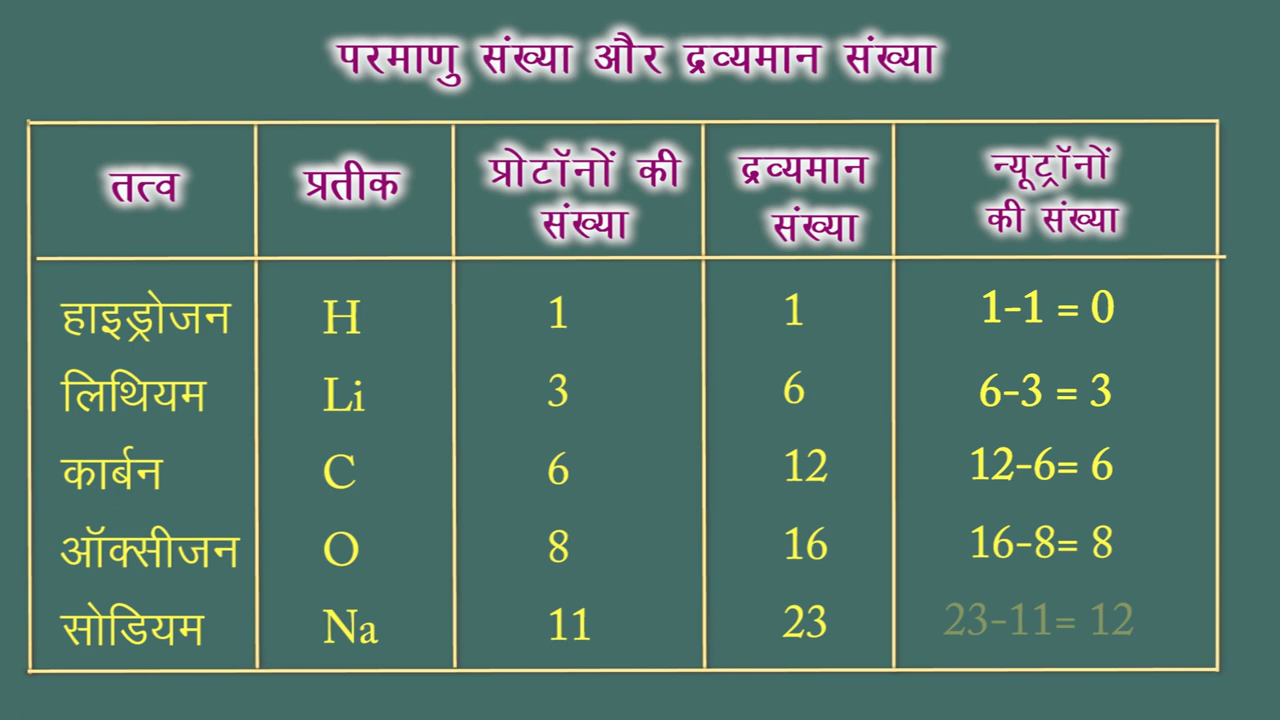 परमाणु संख्या और द्रव्यमान संख्या
तत्व प्रतीक प्रोटॉनों की संख्या द्रव्यमान संख्या न्यूट्रॉनों की संख्या
हाइड्रोजन H 1 1 1-1 = 0
लिथियम Li 3 6 6-3 = 3
कार्बन C 6 12 12-6= 6
ऑक्सीजन O 8 16 16-8= 8
सोडियम Na 11 23 23-11= 12